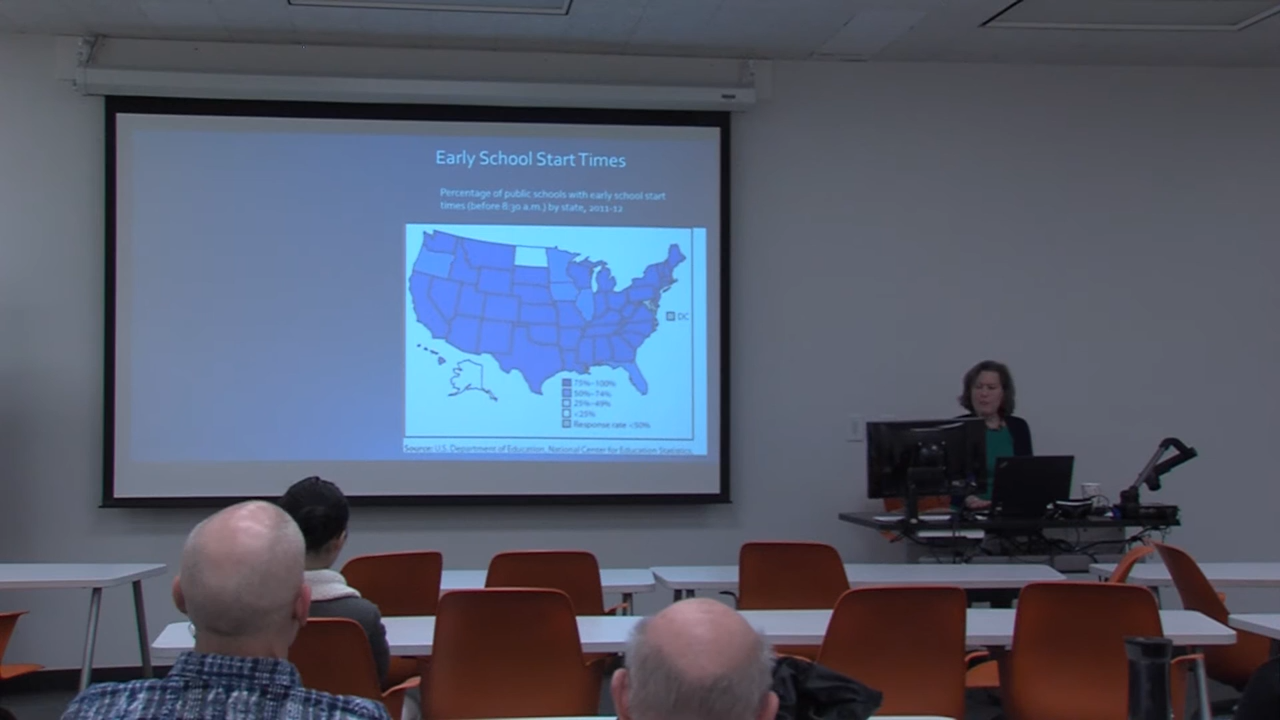 Early School Start Times
Percentage of public schools with early school start
times (before 8:30 a.m.) by state, 2011-12
DC
75%-100%
50%-74%
25%-49%
<25%
Response rate <50%
Source: U.S. Department of Education, National Center for Education Statistics